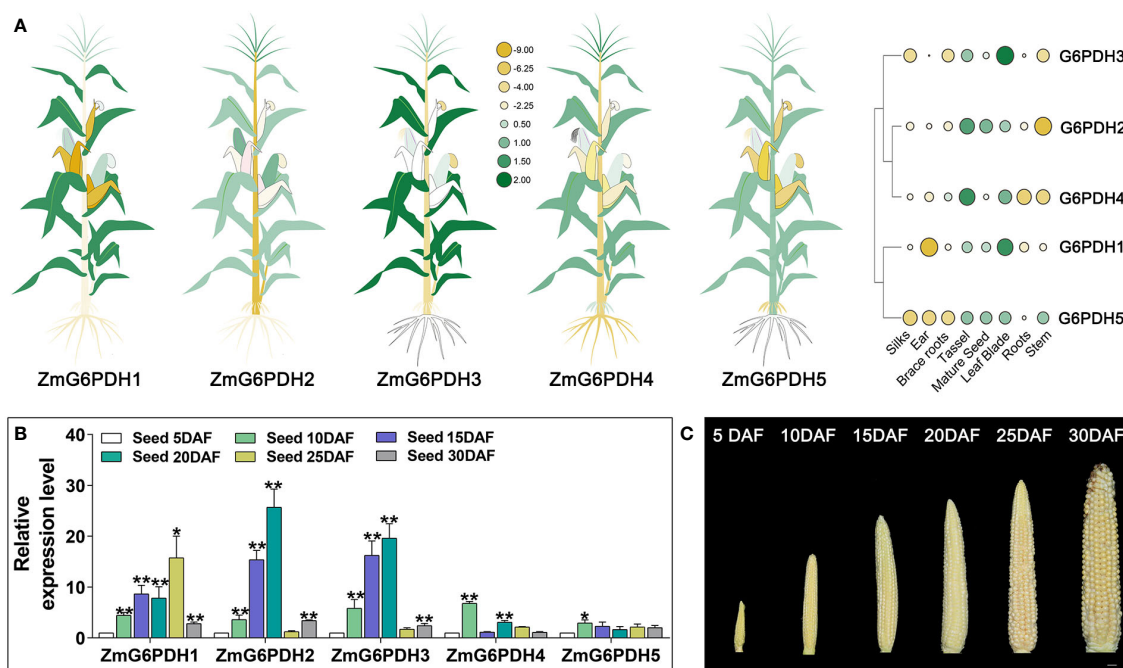 A
-9.00
-6.25
-4.00
-2.25
0.50
1.00
1.50
2.00
ZmG6PDH1 ZmG6PDH2 ZmG6PDH3 ZmG6PDH4 ZmG6PDH5
G6PDH3
G6PDH2
G6PDH4
G6PDH1
G6PDH5
Silks Ear Brace roots Tassel Mature Seed Leaf Blade Roots Stem
B
Relative
expression level
40
30
20
10
0
Seed 5DAF Seed 10DAF Seed 15DAF
Seed 20DAF Seed 25DAF Seed 30DAF
** ** ** * **
** ** ** **
** ** ** **
** **
*
ZmG6PDH1 ZmG6PDH2 ZmG6PDH3 ZmG6PDH4 ZmG6PDH5
C
5 DAF 10DAF 15DAF 20DAF 25DAF 30DAF